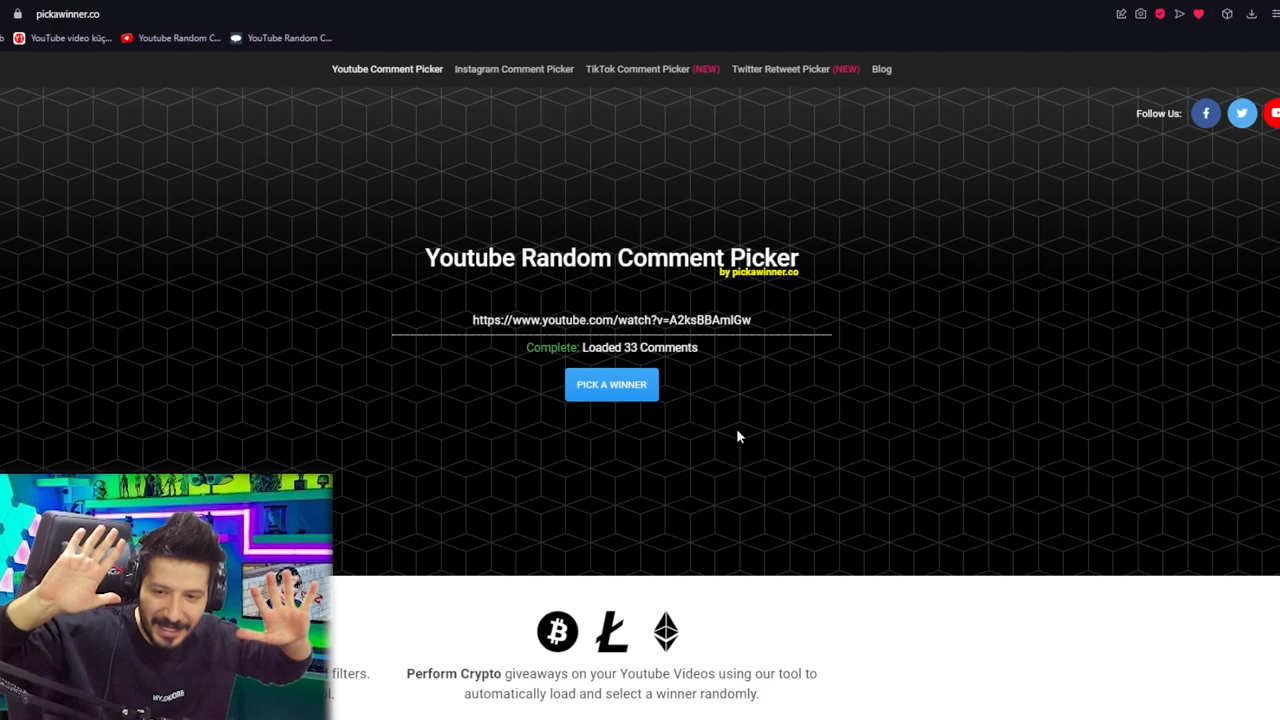 pickawinner.co
YouTube video küç...
YouTube Random C...
YouTube Random C...
Youtube Comment Picker
Instagram Comment Picker
TikTok Comment Picker (NEW)
Twitter Retweet Picker (NEW)
Blog
Follow Us:
Youtube Random Comment Picker
by pickawinner.co
https://www.youtube.com/watch?v=A2ksBBAmIGw
Complete: Loaded 33 Comments
PICK A WINNER
filters.
Perform Crypto giveaways on your Youtube Videos using our tool to
automatically load and select a winner randomly.